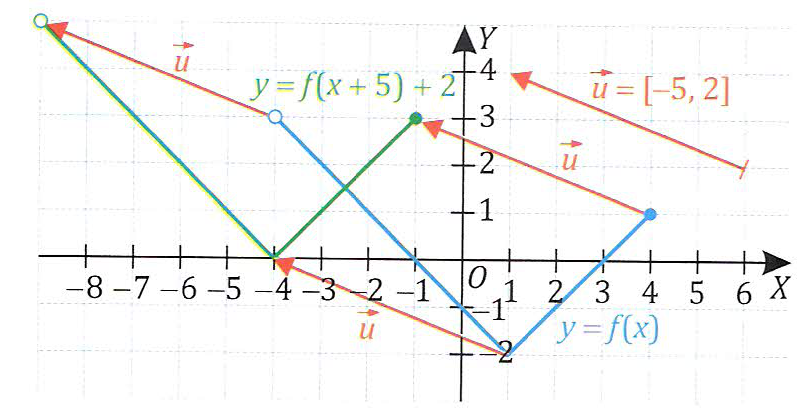 Y
u⃗
4
u⃗ = [−5, 2]
y = f(x + 5) + 2
3
u⃗
2
1
O
−8 −7 −6 −5 −4 −3 −2 −1 1 2 3 4 5 6 X
−1
u⃗
y = f(x)
−2